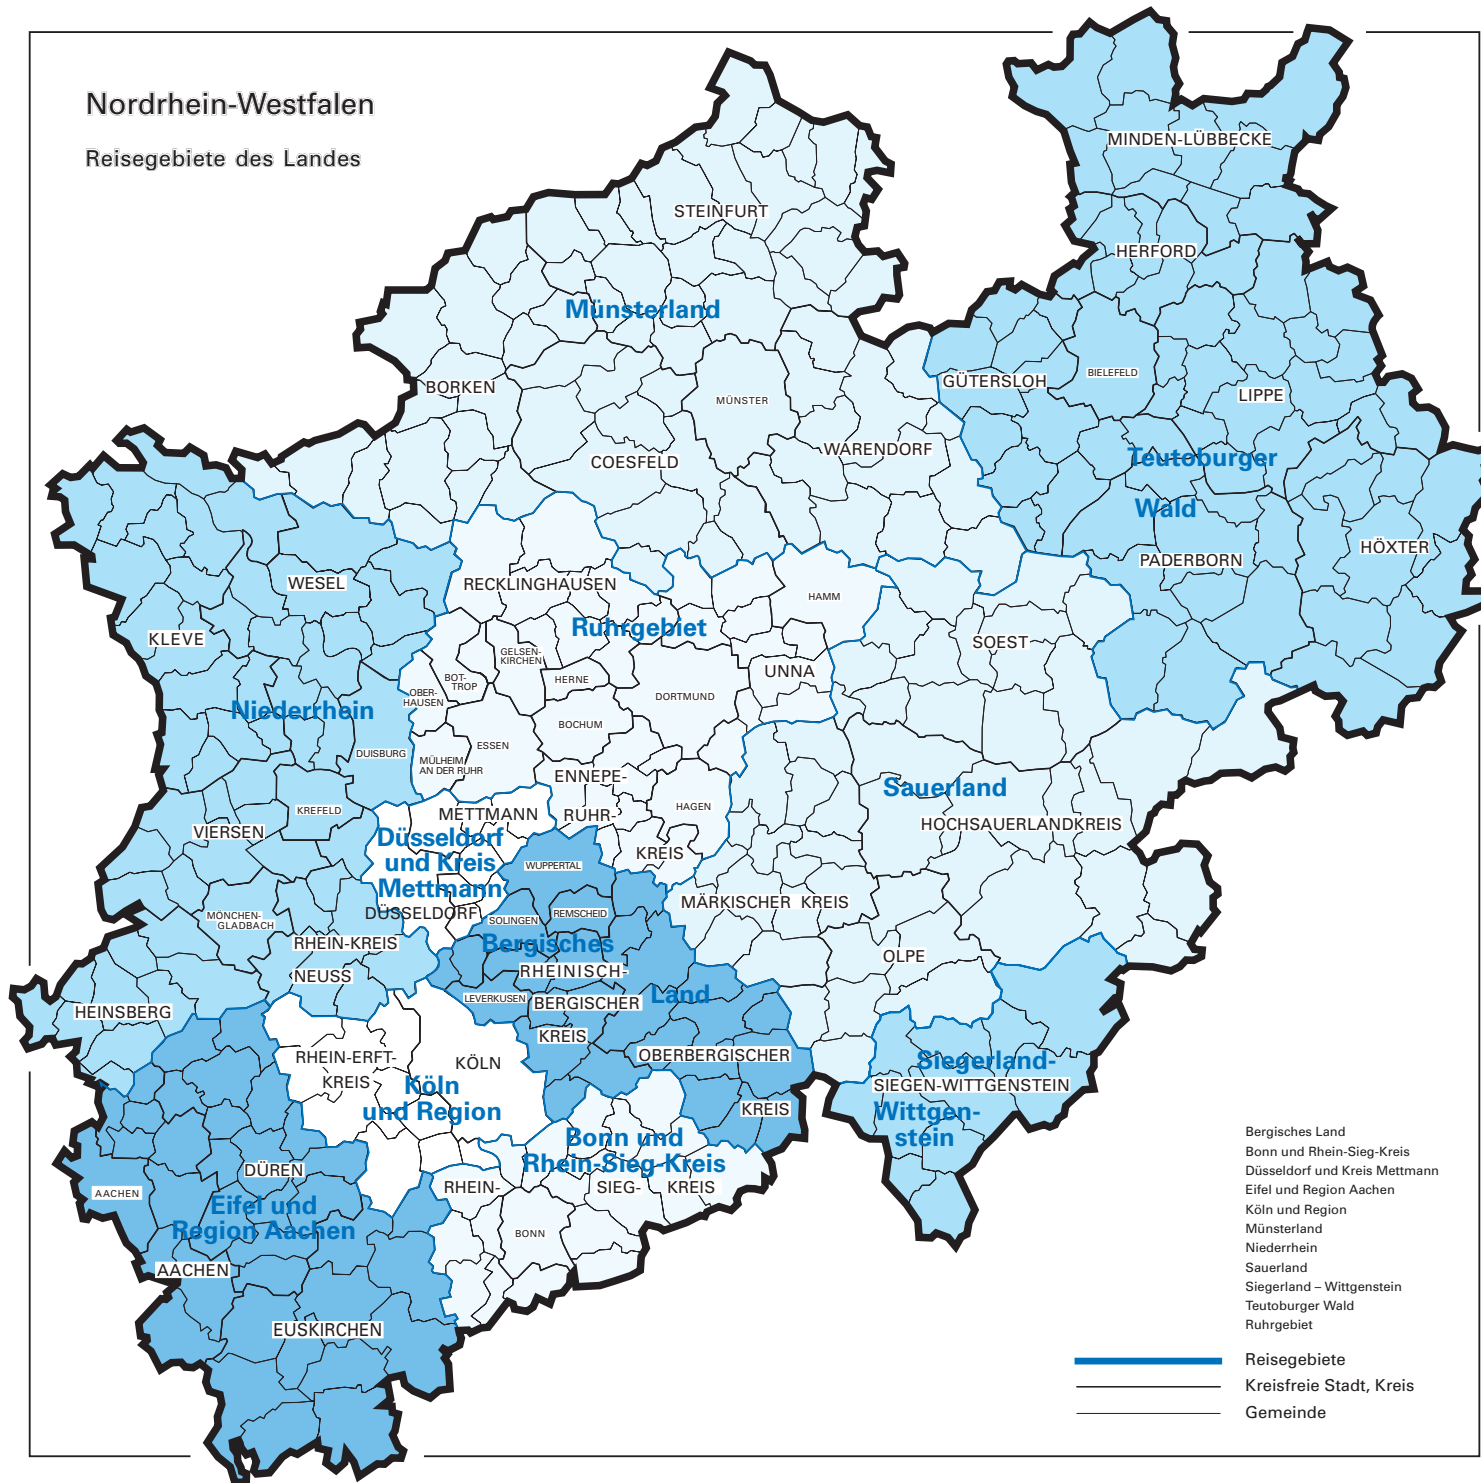 Nordrhein-Westfalen
Reisegebiete des Landes
MINDEN-LÜBBECKE
STEINFURT
HERFORD
Münsterland
BORKEN
MÜNSTER
GÜTERSLOH
BIELEFELD
LIPPE
COESFELD
WARENDORF
Teutoburger
Wald
PADERBORN
HÖXTER
WESEL
KLEVE
RECKLINGHAUSEN
HAMM
Ruhrgebiet
GELSEN-
KIRCHEN
BOT-
TROP
OBER-
HAUSEN
HERNE
DORTMUND
UNNA
SOEST
Niederrhein
DUISBURG
BOCHUM
ESSEN
MÜLHEIM
AN DER RUHR
ENNEPE-
RUHR-
KREIS
HAGEN
Sauerland
HOCHSAUERLANDKREIS
KREFELD
VIERSEN
METTMANN
Düsseldorf
und Kreis
Mettmann
DÜSSELDORF
WUPPERTAL
SOLINGEN
REMSCHEID
MÄRKISCHER KREIS
MÖNCHEN-
GLADBACH
RHEIN-KREIS
NEUSS
Bergisches
Land
RHEINISCH-
BERGISCHER
KREIS
LEVERKUSEN
OLPE
HEINSBERG
RHEIN-ERFT-
KREIS
KÖLN
Köln
und Region
OBERBERGISCHER
KREIS
Siegerland-
SIEGEN-WITTGENSTEIN
Wittgen-
stein
Bonn und
Rhein-Sieg-Kreis
RHEIN-
SIEG-
KREIS
BONN
DÜREN
AACHEN
Eifel und
Region Aachen
AACHEN
EUSKIRCHEN
Bergisches Land
Bonn und Rhein-Sieg-Kreis
Düsseldorf und Kreis Mettmann
Eifel und Region Aachen
Köln und Region
Münsterland
Niederrhein
Sauerland
Siegerland – Wittgenstein
Teutoburger Wald
Ruhrgebiet
Reisegebiete
Kreisfreie Stadt, Kreis
Gemeinde